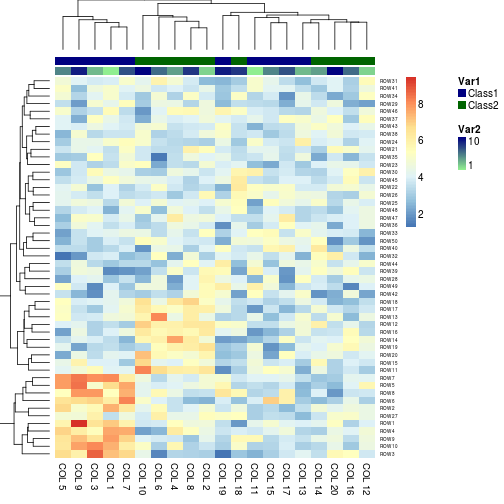 ROW31
ROW41
ROW34
ROW29
ROW46
ROW37
ROW43
ROW38
ROW24
ROW21
ROW35
ROW23
ROW30
ROW45
ROW22
ROW26
ROW25
ROW48
ROW47
ROW36
ROW33
ROW50
ROW40
ROW32
ROW44
ROW39
ROW28
ROW49
ROW42
ROW18
ROW17
ROW13
ROW12
ROW16
ROW14
ROW19
ROW20
ROW15
ROW11
ROW7
ROW5
ROW8
ROW6
ROW2
ROW27
ROW1
ROW4
ROW9
ROW10
ROW3
COL 5
COL 9
COL 3
COL 1
COL 7
COL 10
COL 6
COL 4
COL 8
COL 2
COL 19
COL 18
COL 11
COL 15
COL 17
COL 13
COL 14
COL 20
COL 16
COL 12
8
6
4
2
Var1
Class1
Class2
Var2
10
1